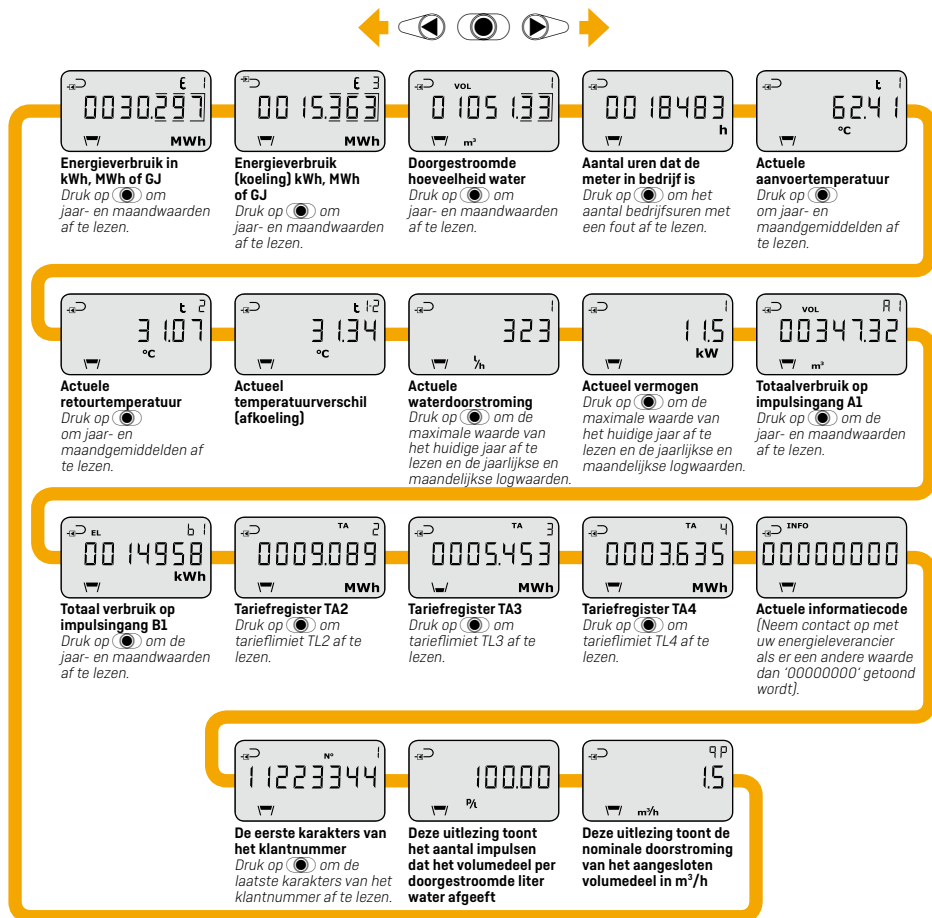 E 1
0030.297
MWh
Energieverbruik in
kWh, MWh of GJ
Druk op om
jaar- en maandwaarden
af te lezen.
E 3
0015.363
MWh
Energieverbruik
(koeling) kWh, MWh
of GJ
Druk op om
jaar- en maandwaarden
af te lezen.
VOL 1
01051.33
m³
Doorgestroomde
hoeveelheid water
Druk op om
jaar- en maandwaarden
af te lezen.
0018483
h
Aantal uren dat de
meter in bedrijf is
Druk op om het
aantal bedrijfsuren met
een fout af te lezen.
t 1
62.41
°C
Actuele
aanvoertemperatuur
Druk op
om jaar- en
maandgemiddelden af
te lezen.
t 2
31.07
°C
Actuele
retourtemperatuur
Druk op
om jaar- en
maandgemiddelden af
te lezen.
t 1-2
31.34
°C
Actueel
temperatuurverschil
(afkoeling)
1
323
l/h
Actuele
waterdoorstroming
Druk op om de
maximale waarde van
het huidige jaar af te
lezen en de jaarlijkse en
maandelijkse logwaarden.
1
11.5
kW
Actueel vermogen
Druk op om de
maximale waarde van
het huidige jaar af te
lezen en de jaarlijkse en
maandelijkse logwaarden.
VOL A1
00347.32
m³
Totaalverbruik op
impulsingang A1
Druk op om de
jaar- en maandwaarden
af te lezen.
EL b1
0014958
kWh
Totaal verbruik op
impulsingang B1
Druk op om de
jaar- en maandwaarden
af te lezen.
TA 2
0009.089
MWh
Tariefregister TA2
Druk op om
tarieflimiet TL2 af te
lezen.
TA 3
0005.453
MWh
Tariefregister TA3
Druk op om
tarieflimiet TL3 af te
lezen.
TA 4
0003.635
MWh
Tariefregister TA4
Druk op om
tarieflimiet TL4 af te
lezen.
INFO
00000000
Actuele informatiecode
(Neem contact op met
uw energieleverancier
als er een andere waarde
dan ‘00000000’ getoond
wordt).
N° 1
11223344
De eerste karakters van
het klantnummer
Druk op om de
laatste karakters van het
klantnummer af te lezen.
100.00
P/l
Deze uitlezing toont
het aantal impulsen
dat het volumedeel per
doorgestroomde liter
water afgeeft
qP
1.5
m³/h
Deze uitlezing toont de
nominale doorstroming
van het aangesloten
volumedeel in m³/h